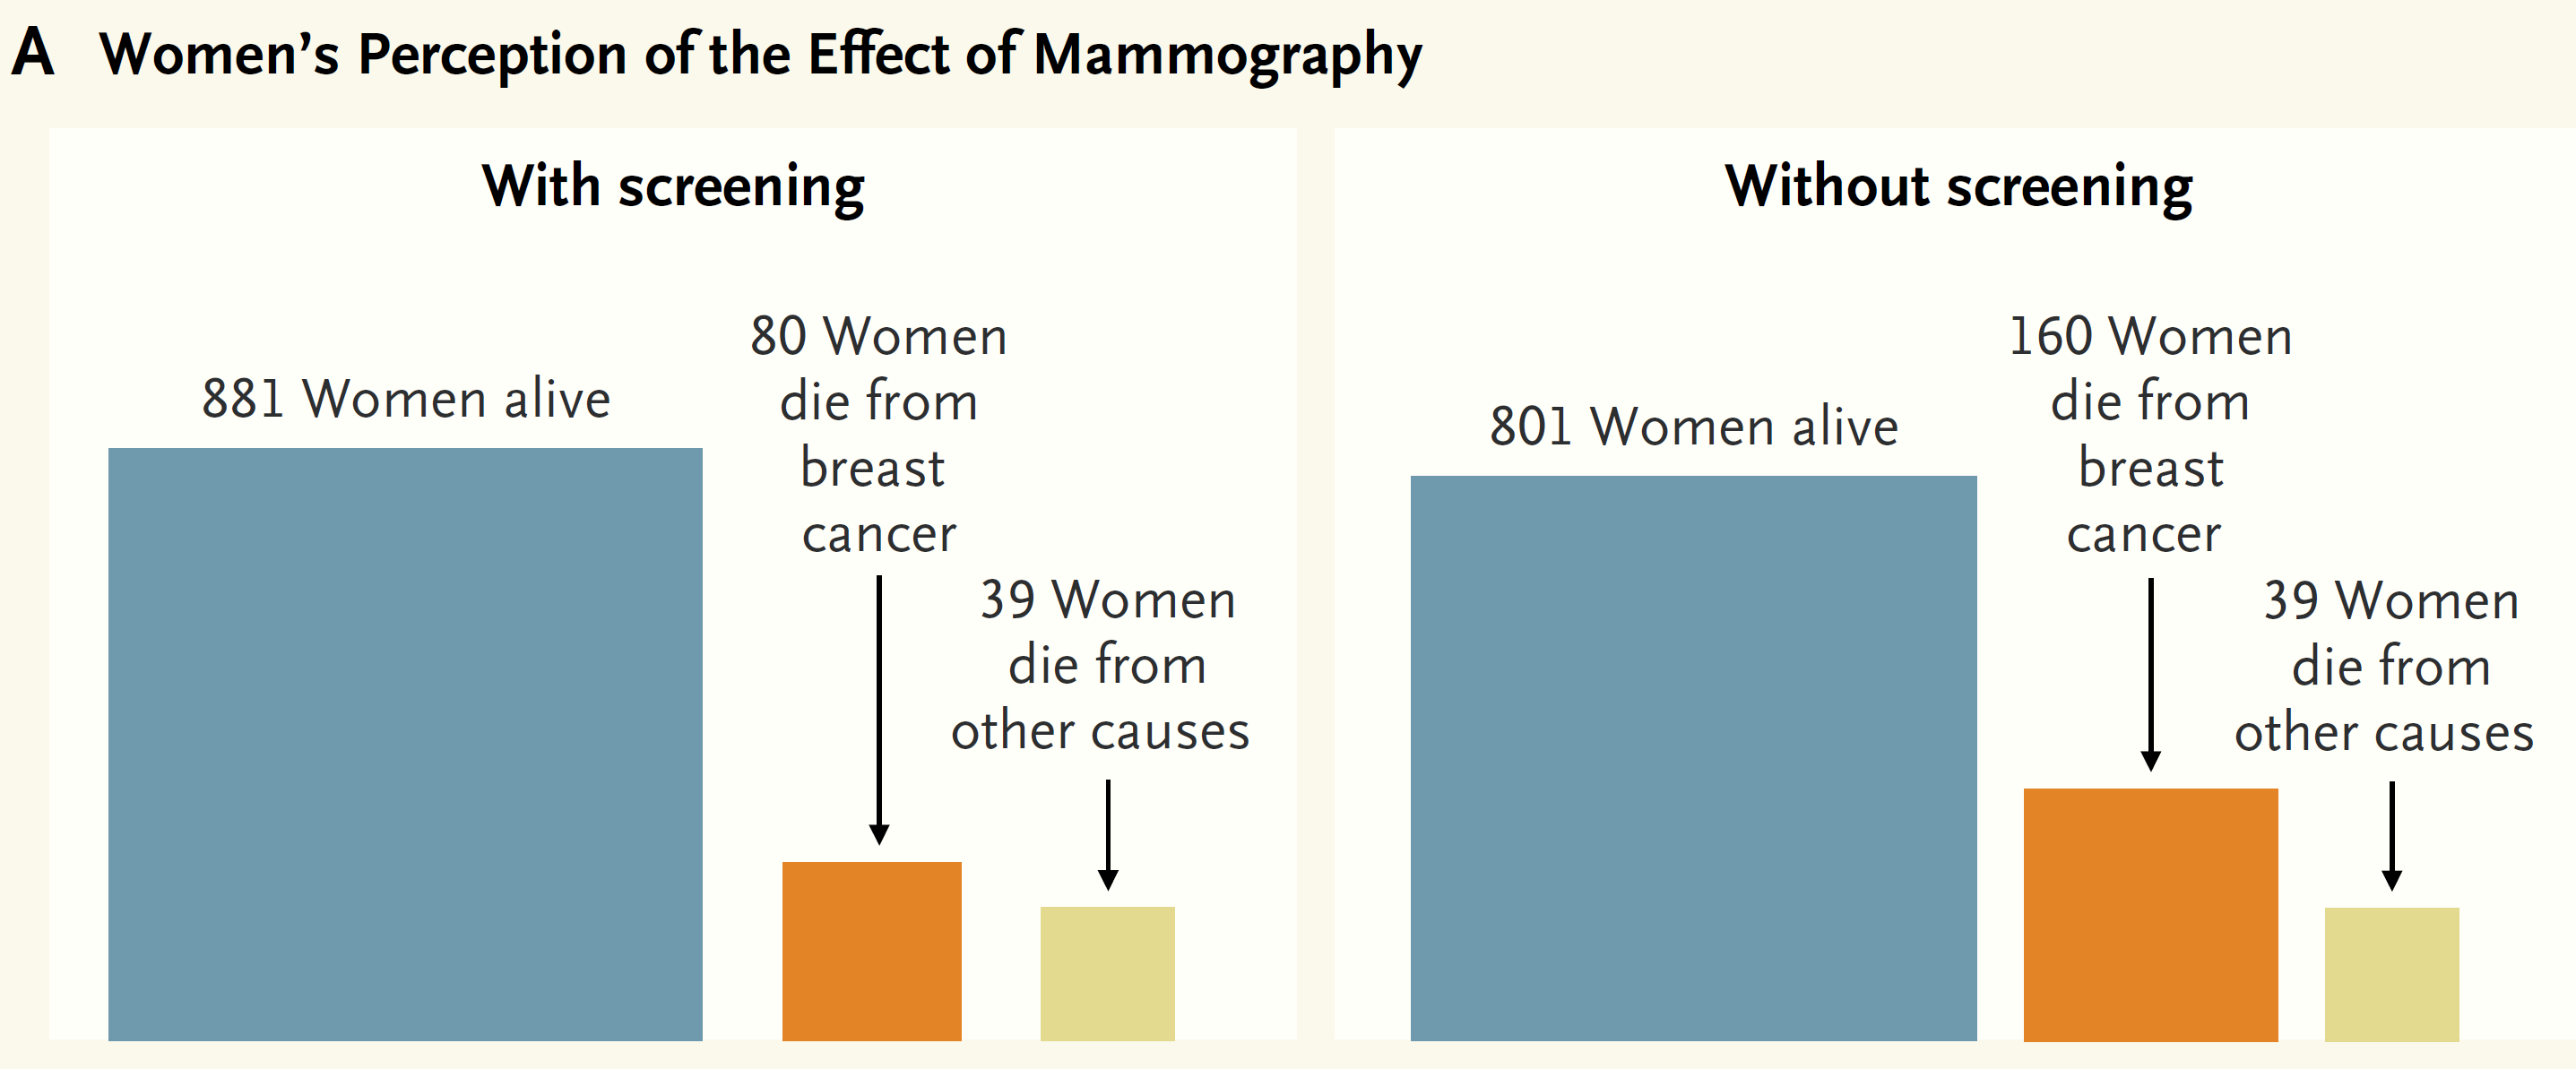 A Women’s Perception of the Effect of Mammography
With screening
881 Women alive
80 Women
die from
breast
cancer
39 Women
die from
other causes
Without screening
801 Women alive
160 Women
die from
breast
cancer
39 Women
die from
other causes